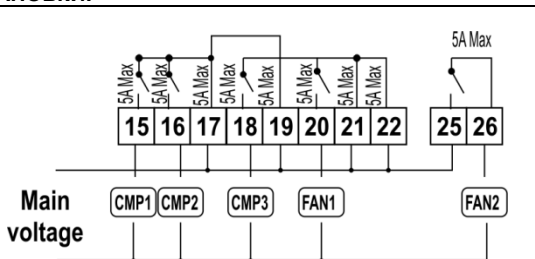 5A Max
5A Max 5A Max 5A Max 5A Max 5A Max 5A Max 5A Max 5A Max
15 16 17 18 19 20 21 22 25 26
Main voltage
CMP1 CMP2 CMP3 FAN1 FAN2